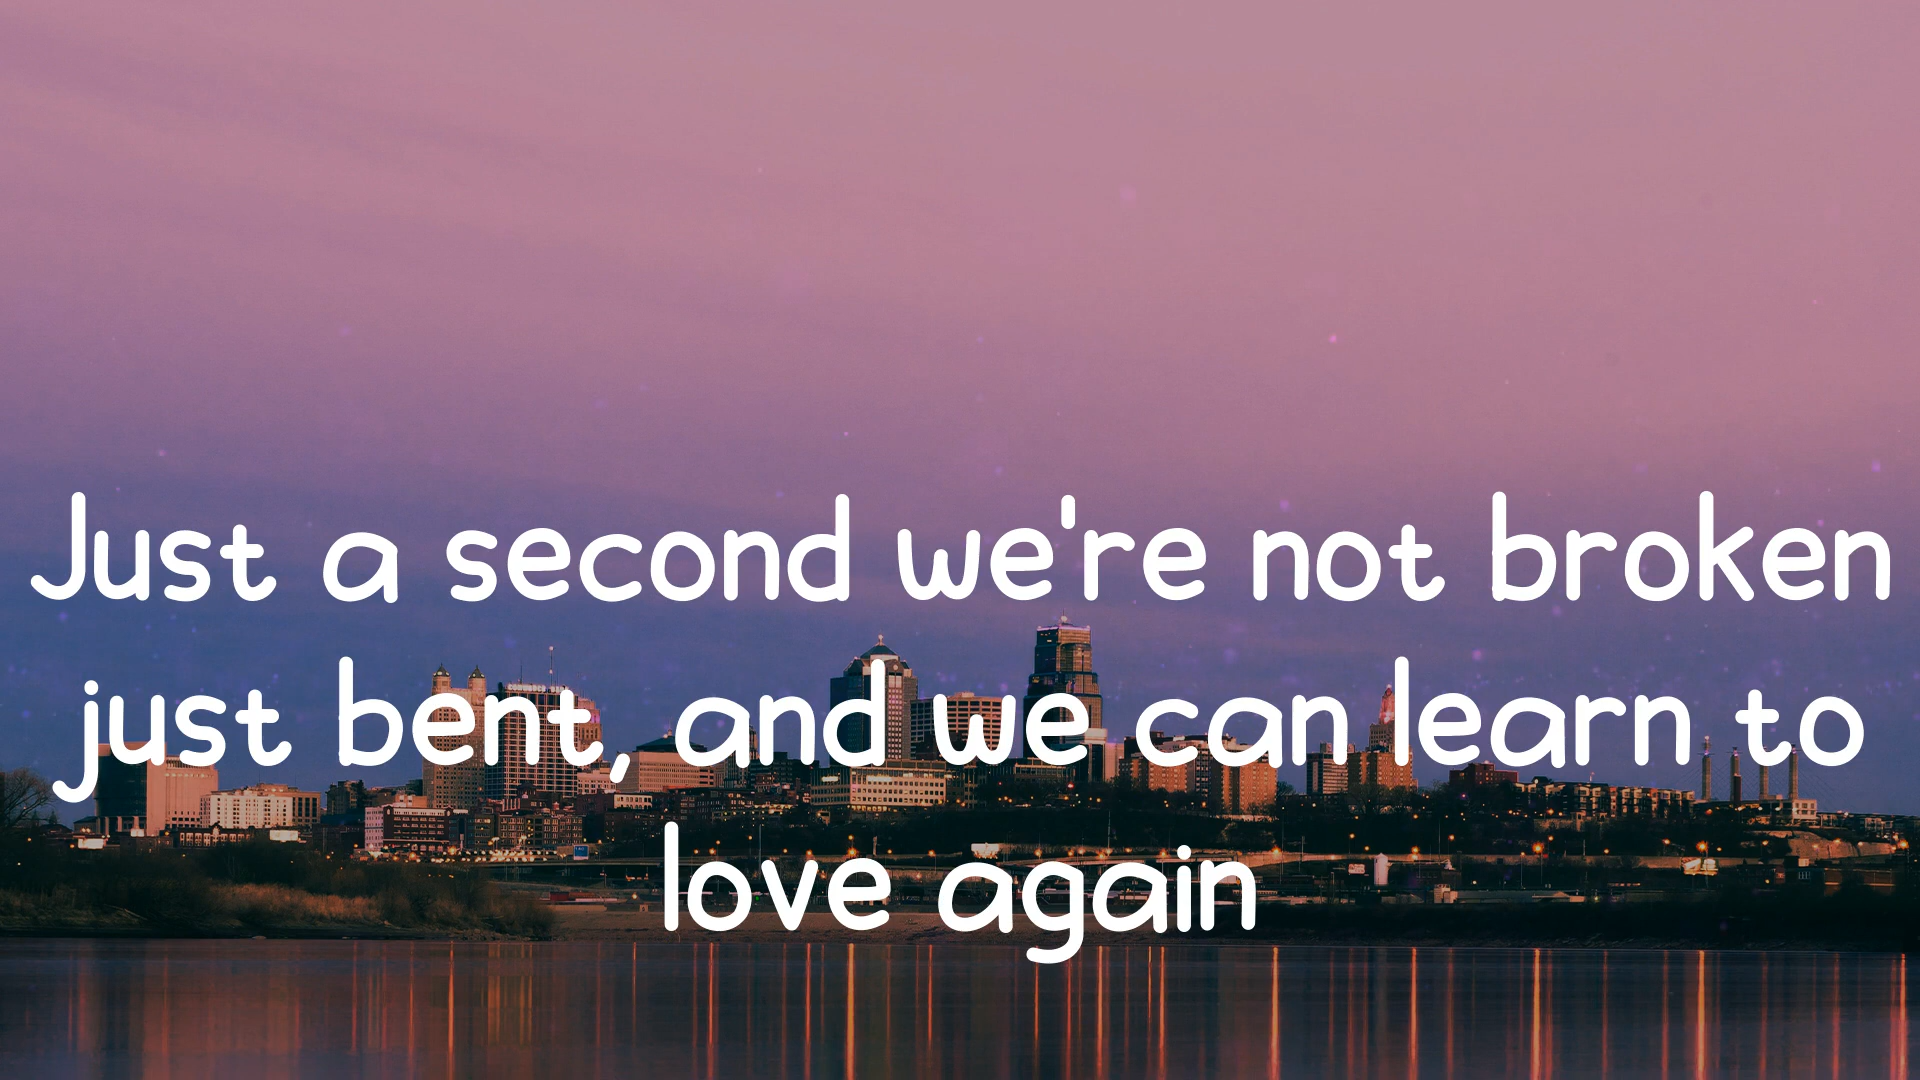 Just a second we're not broken
just bent, and we can learn to
love again